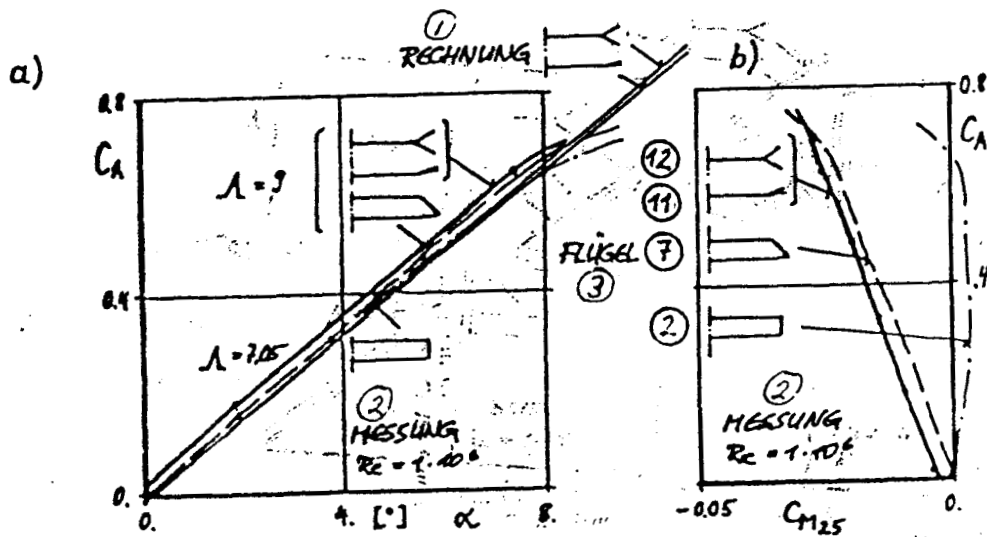 a)
①
RECHNUNG
0.8
C_A
Λ = 9
0.4
Λ = 7.05
FLÜGEL
③
②
MESSUNG
Re = 1·10⁶
0.
0.
4.
[°]
α
8.
b)
0.8
C_A
⑫
⑪
⑦
②
.4
②
MESSUNG
Re = 1·10⁶
-0.05
C_M25
0.